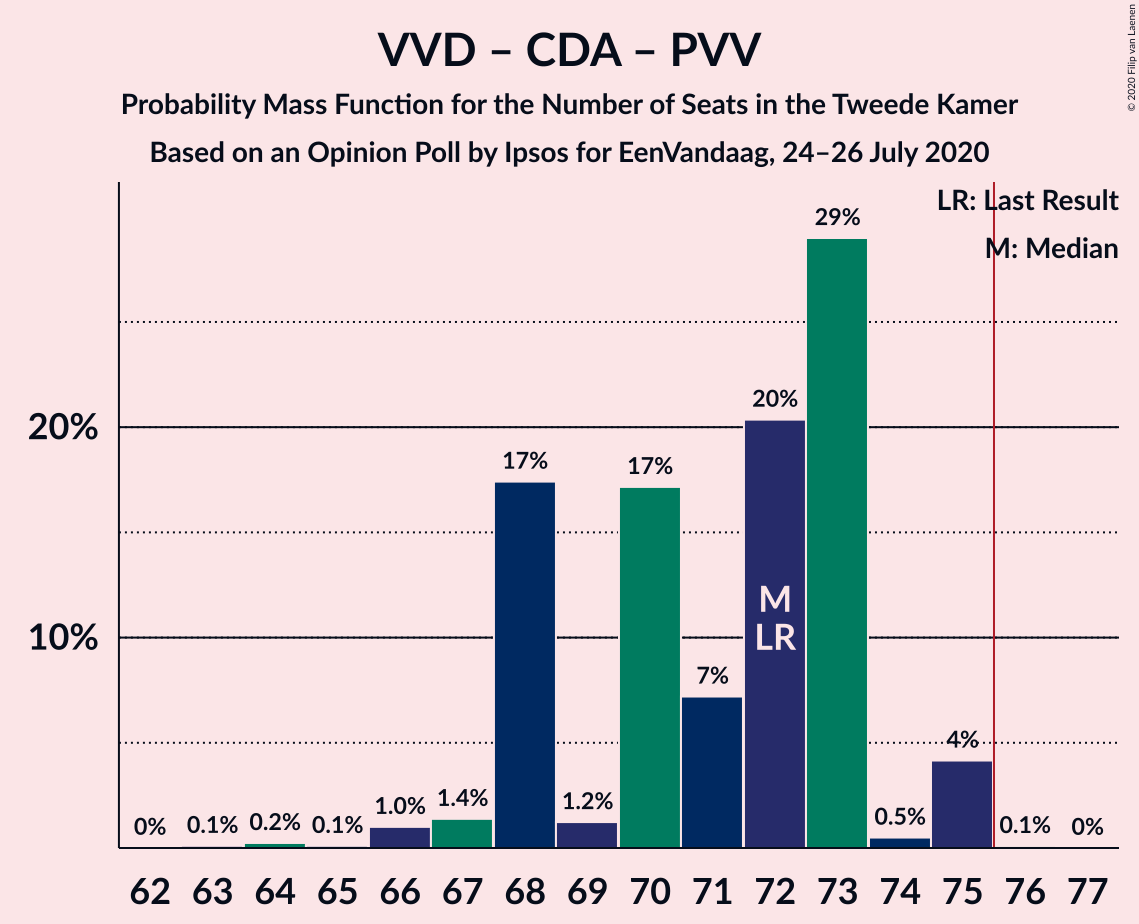 VVD – CDA – PVV
Probability Mass Function for the Number of Seats in the Tweede Kamer
Based on an Opinion Poll by Ipsos for EenVandaag, 24–26 July 2020
© 2020 Filip van Laenen
LR: Last Result
M: Median
29%
20%
20%
17%
17%
M
LR
10%
7%
4%
0%
0.1%
0.2%
0.1%
1.0%
1.4%
1.2%
0.5%
0.1%
0%
62 63 64 65 66 67 68 69 70 71 72 73 74 75 76 77